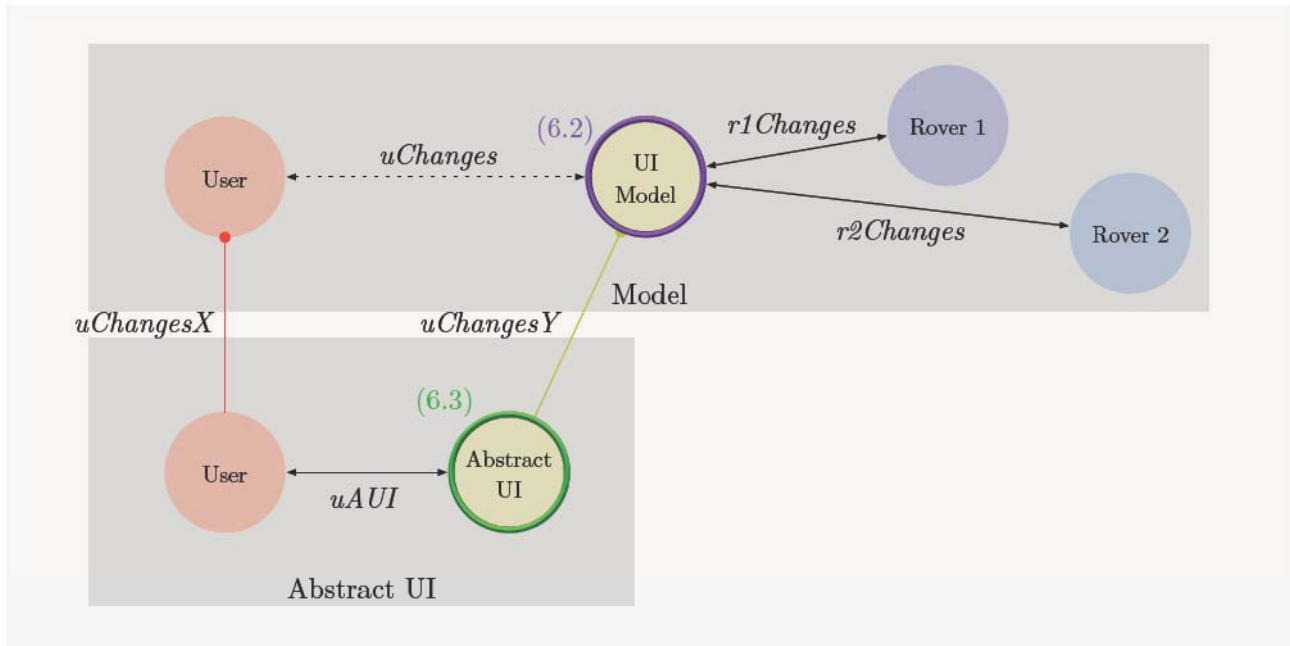 (6.2)
r1Changes
Rover 1
uChanges
User
UI
Model
r2Changes
Rover 2
Model
uChangesX
uChangesY
(6.3)
User
Abstract
UI
uAUI
Abstract UI